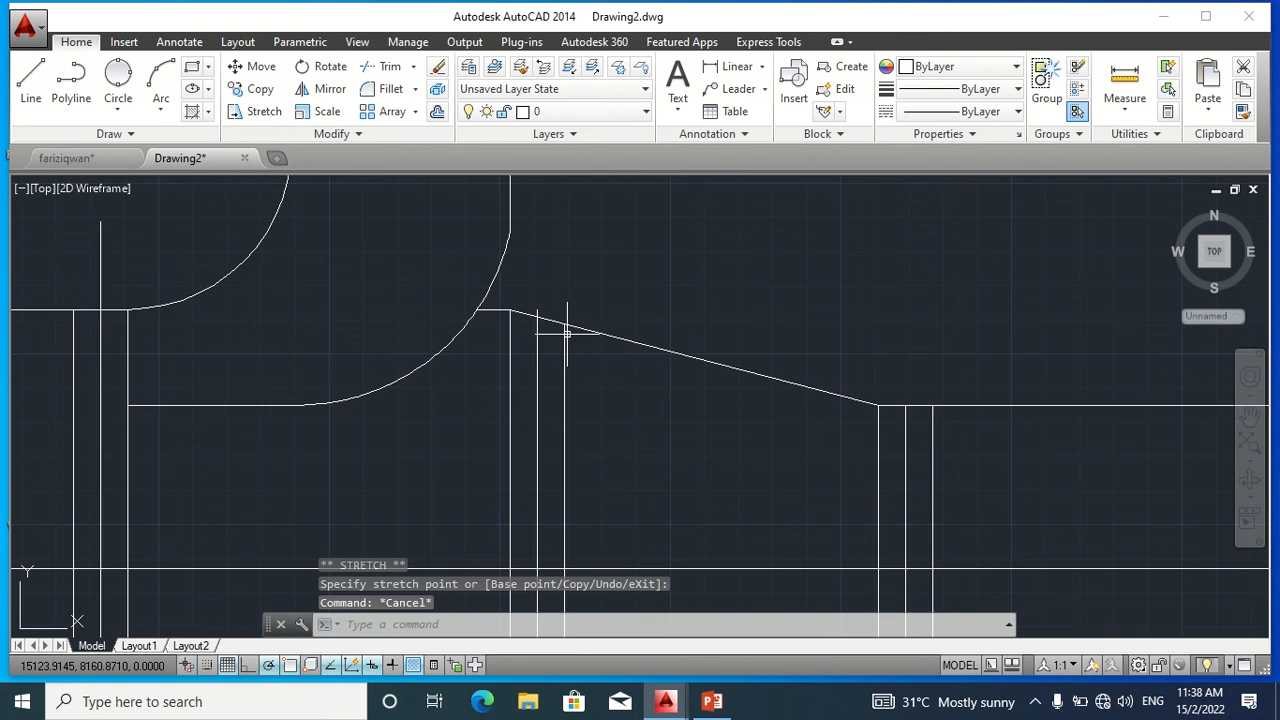 Autodesk AutoCAD 2014 Drawing2.dwg
Home Insert Annotate Layout Parametric View Manage Output Plug-ins Autodesk 360 Featured Apps Express Tools
Move Rotate Trim Linear Create ByLayer
Unsaved Layer State
Line Polyline Circle Arc Copy Mirror Fillet Text Leader Insert Edit ByLayer Group Measure Paste
Stretch Scale Array 0 Table ByLayer
Draw Modify Layers Annotation Block Properties Groups Utilities Clipboard
fariziqwan* Drawing2*
[−][Top][2D Wireframe]
N
W TOP E
S
Unnamed
** STRETCH **
Y
Specify stretch point or [Base point/Copy/Undo/eXit]:
Command: *Cancel*
X
Type a command
Model Layout1 Layout2
15123.9145, 8160.8710, 0.0000 MODEL 1:1
Type here to search 31°C Mostly sunny ENG 11:38 AM
15/2/2022